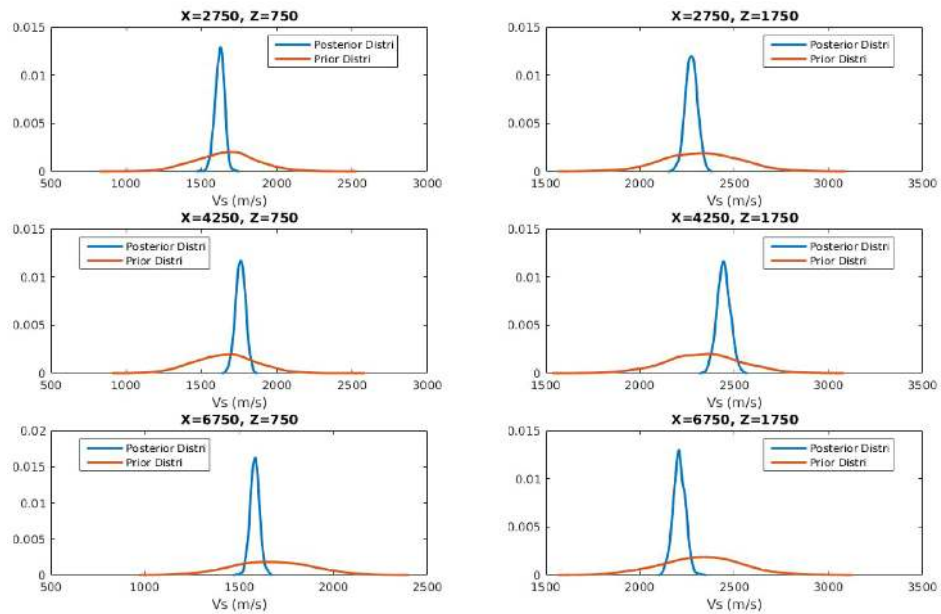 X=2750, Z=750
0.015
0.01
0.005
0
Posterior Distri
Prior Distri
500 1000 1500 2000 2500 3000
Vs (m/s)
X=2750, Z=1750
0.015
0.01
0.005
0
Posterior Distri
Prior Distri
1500 2000 2500 3000 3500
Vs (m/s)
X=4250, Z=750
0.015
0.01
0.005
0
Posterior Distri
Prior Distri
500 1000 1500 2000 2500 3000
Vs (m/s)
X=4250, Z=1750
0.015
0.01
0.005
0
Posterior Distri
Prior Distri
1500 2000 2500 3000 3500
Vs (m/s)
X=6750, Z=750
0.02
0.015
0.01
0.005
0
Posterior Distri
Prior Distri
500 1000 1500 2000 2500
Vs (m/s)
X=6750, Z=1750
0.015
0.01
0.005
0
Posterior Distri
Prior Distri
1500 2000 2500 3000 3500
Vs (m/s)